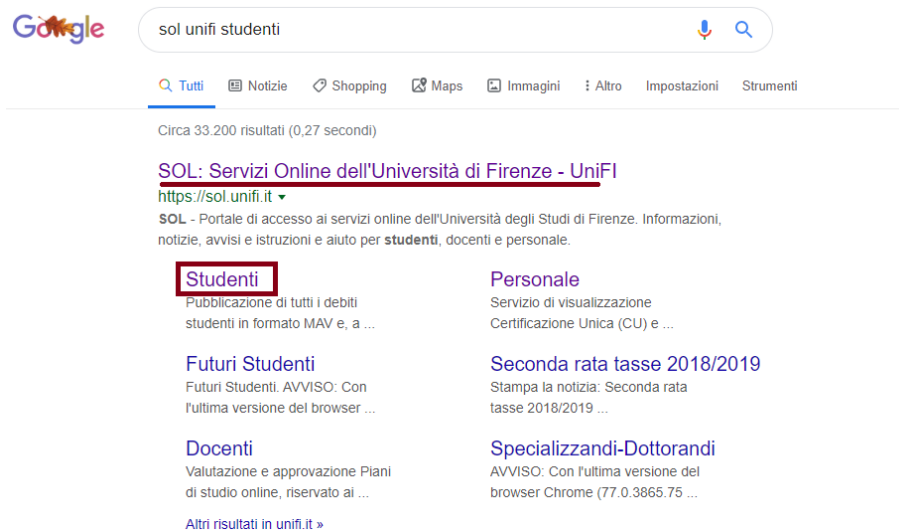 Google
sol unifi studenti
Tutti Notizie Shopping Maps Immagini Altro Impostazioni Strumenti
Circa 33.200 risultati (0,27 secondi)
SOL: Servizi Online dell'Università di Firenze - UniFI
https://sol.unifi.it
SOL - Portale di accesso ai servizi online dell'Università degli Studi di Firenze. Informazioni,
notizie, avvisi e istruzioni e aiuto per studenti, docenti e personale.
Studenti
Pubblicazione di tutti i debiti
studenti in formato MAV e, a ...
Personale
Servizio di visualizzazione
Certificazione Unica (CU) e ...
Futuri Studenti
Futuri Studenti. AVVISO: Con
l'ultima versione del browser ...
Seconda rata tasse 2018/2019
Stampa la notizia: Seconda rata
tasse 2018/2019 ...
Docenti
Valutazione e approvazione Piani
di studio online, riservato ai ...
Specializzandi-Dottorandi
AVVISO: Con l'ultima versione del
browser Chrome (77.0.3865.75 ...
Altri risultati in unifi.it »